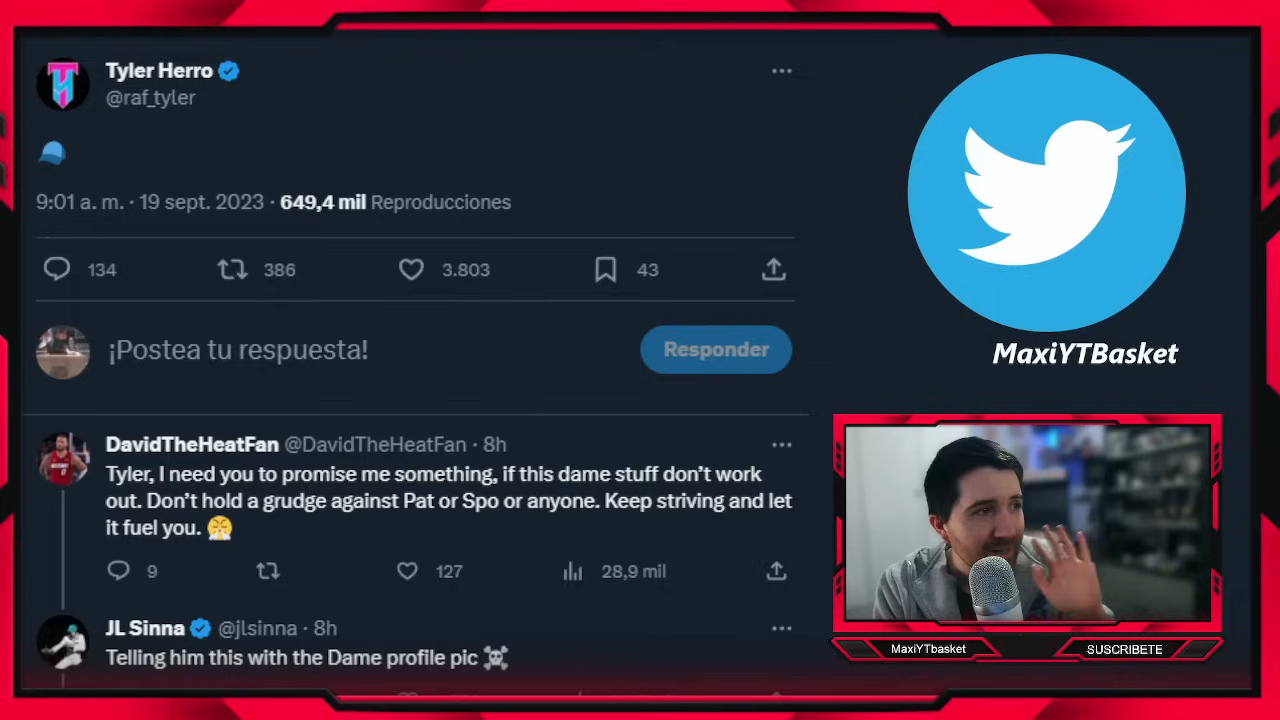 Tyler Herro
@raf_tyler
🧢
9:01 a. m. · 19 sept. 2023 · 649,4 mil Reproducciones
134 386 3.803 43
¡Postea tu respuesta! Responder
DavidTheHeatFan @DavidTheHeatFan · 8h
Tyler, I need you to promise me something, if this dame stuff don't work
out. Don't hold a grudge against Pat or Spo or anyone. Keep striving and let
it fuel you. 😤
9 127 28,9 mil
JL Sinna @jlsinna · 8h
Telling him this with the Dame profile pic ☠️
MaxiYTBasket
MaxiYTbasket SUSCRIBETE